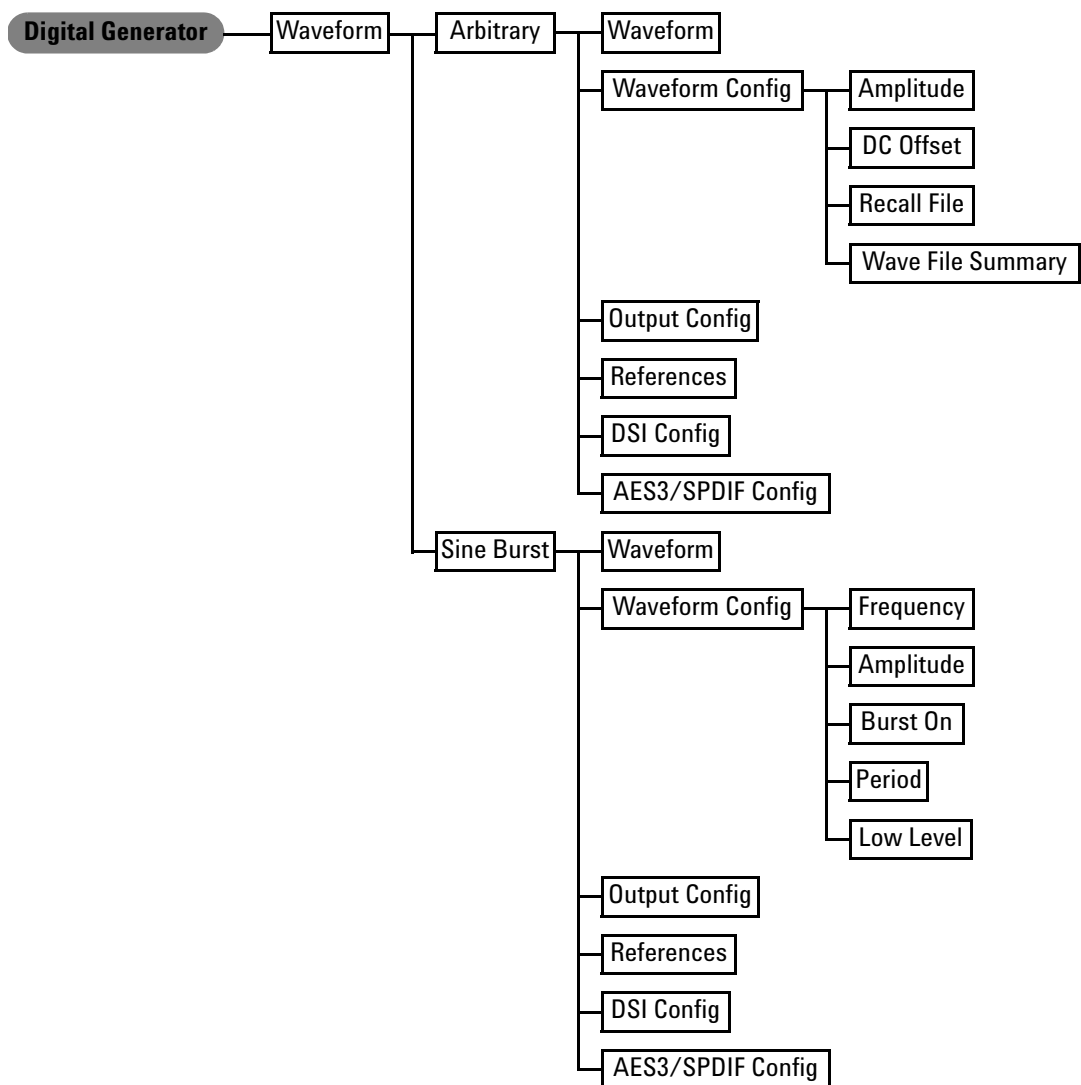 Digital Generator
Waveform
Arbitrary
Waveform
Waveform Config
Amplitude
DC Offset
Recall File
Wave File Summary
Output Config
References
DSI Config
AES3/SPDIF Config
Sine Burst
Waveform
Waveform Config
Frequency
Amplitude
Burst On
Period
Low Level
Output Config
References
DSI Config
AES3/SPDIF Config